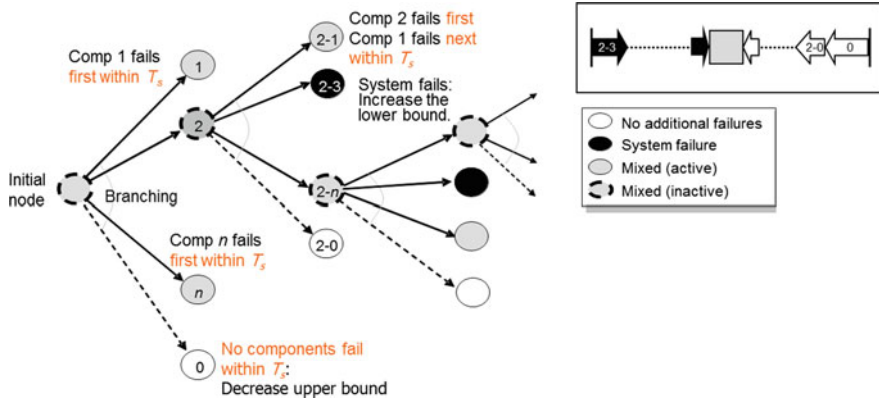 Comp 1 fails
first within Ts
1
2-1
Comp 2 fails first
Comp 1 fails next
within Ts
2
2-3
System fails:
Increase the
lower bound.
Initial
node
Branching
2-n
Comp n fails
first within Ts
n
2-0
0
No components fail
within Ts:
Decrease upper bound
2-3
2-0
0
No additional failures
System failure
Mixed (active)
Mixed (inactive)